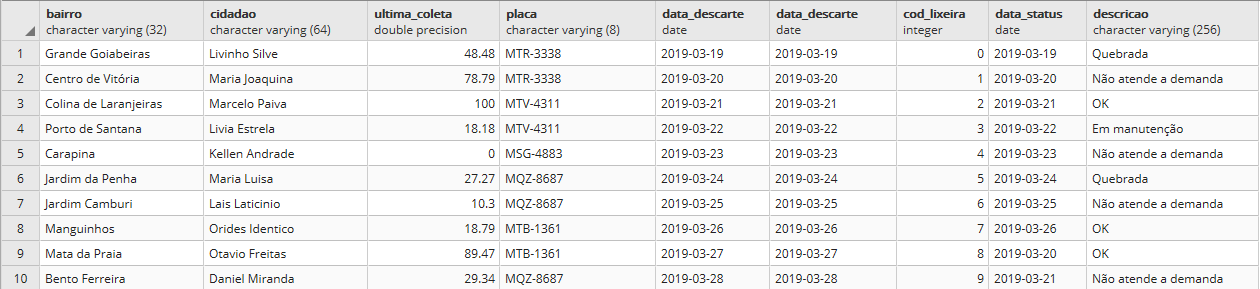 bairro cidadao ultima_coleta placa data_descarte data_descarte cod_lixeira data_status descricao
character varying (32) character varying (64) double precision character varying (8) date date integer date character varying (256)
1 Grande Goiabeiras Livinho Silve 48.48 MTR-3338 2019-03-19 2019-03-19 0 2019-03-19 Quebrada
2 Centro de Vitória Maria Joaquina 78.79 MTR-3338 2019-03-20 2019-03-20 1 2019-03-20 Não atende a demanda
3 Colina de Laranjeiras Marcelo Paiva 100 MTV-4311 2019-03-21 2019-03-21 2 2019-03-21 OK
4 Porto de Santana Livia Estrela 18.18 MTV-4311 2019-03-22 2019-03-22 3 2019-03-22 Em manutenção
5 Carapina Kellen Andrade 0 MSG-4883 2019-03-23 2019-03-23 4 2019-03-23 Não atende a demanda
6 Jardim da Penha Maria Luisa 27.27 MQZ-8687 2019-03-24 2019-03-24 5 2019-03-24 Quebrada
7 Jardim Camburi Lais Laticinio 10.3 MQZ-8687 2019-03-25 2019-03-25 6 2019-03-25 Não atende a demanda
8 Manguinhos Orides Identico 18.79 MTB-1361 2019-03-26 2019-03-26 7 2019-03-26 OK
9 Mata da Praia Otavio Freitas 89.47 MTB-1361 2019-03-27 2019-03-27 8 2019-03-20 OK
10 Bento Ferreira Daniel Miranda 29.34 MQZ-8687 2019-03-28 2019-03-28 9 2019-03-21 Não atende a demanda